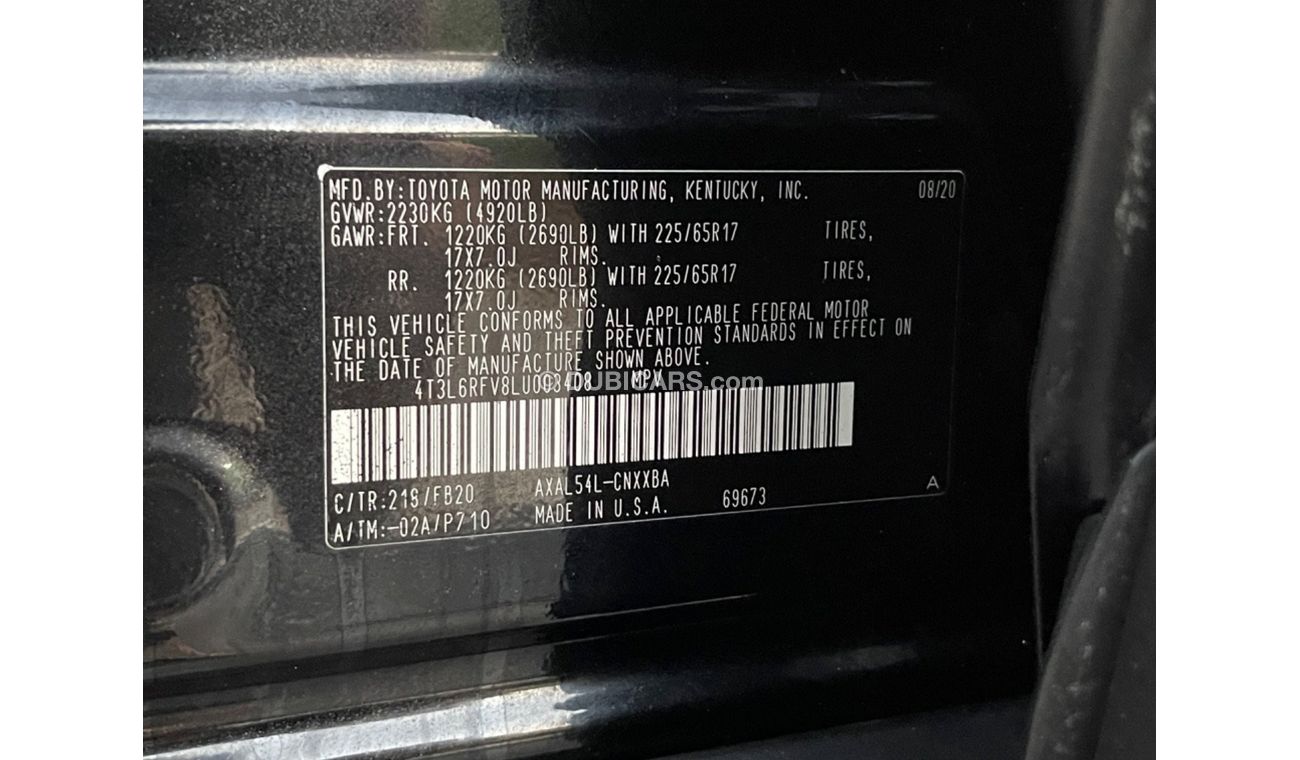 MFD.BY:TOYOTA MOTOR MANUFACTURING, KENTUCKY, INC. 08/20
GVWR:2230KG (4920LB)
GAWR:FRT. 1220KG (2690LB) WITH 225/65R17 TIRES,
17X7.0J RIMS.
RR. 1220KG (2690LB) WITH 225/65R17 TIRES,
17X7.0J RIMS.
THIS VEHICLE CONFORMS TO ALL APPLICABLE FEDERAL MOTOR
VEHICLE SAFETY AND THEFT PREVENTION STANDARDS IN EFFECT ON
THE DATE OF MANUFACTURE SHOWN ABOVE.
4T3L6RFV8LU003408 MPV
© DUBICARS.com
C/TR:218/FB20 AXAL54L-CNXXBA
A/TM:-02A/P710 MADE IN U.S.A. 69673 A